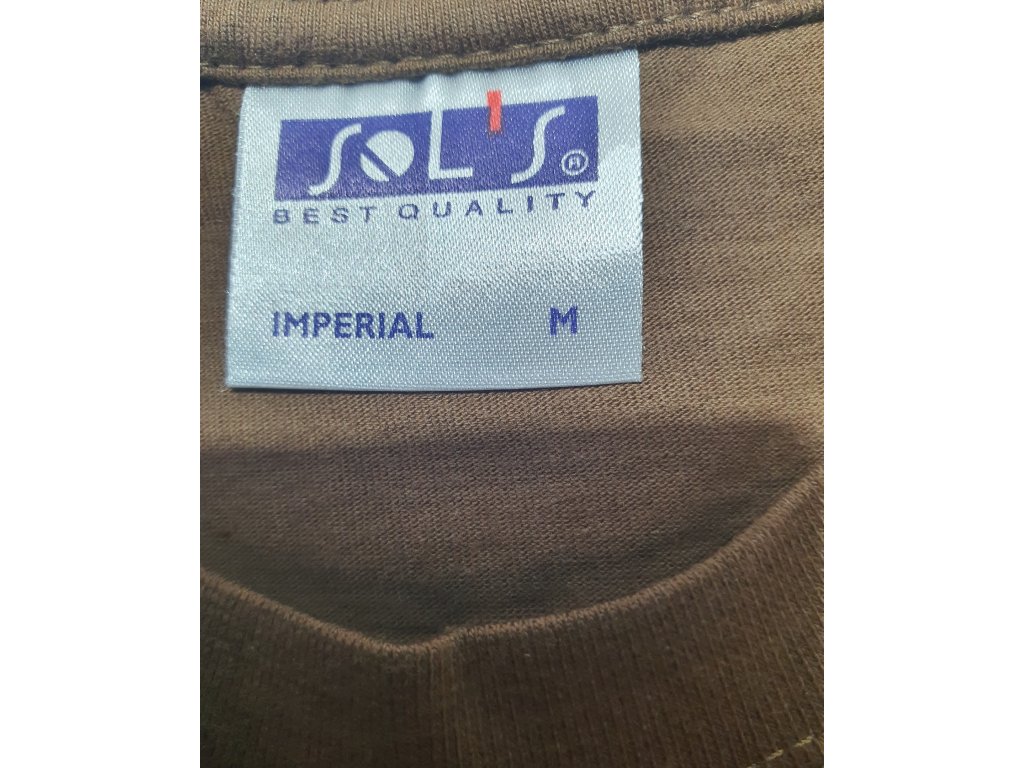 SOL'S ®
BEST QUALITY
IMPERIAL M